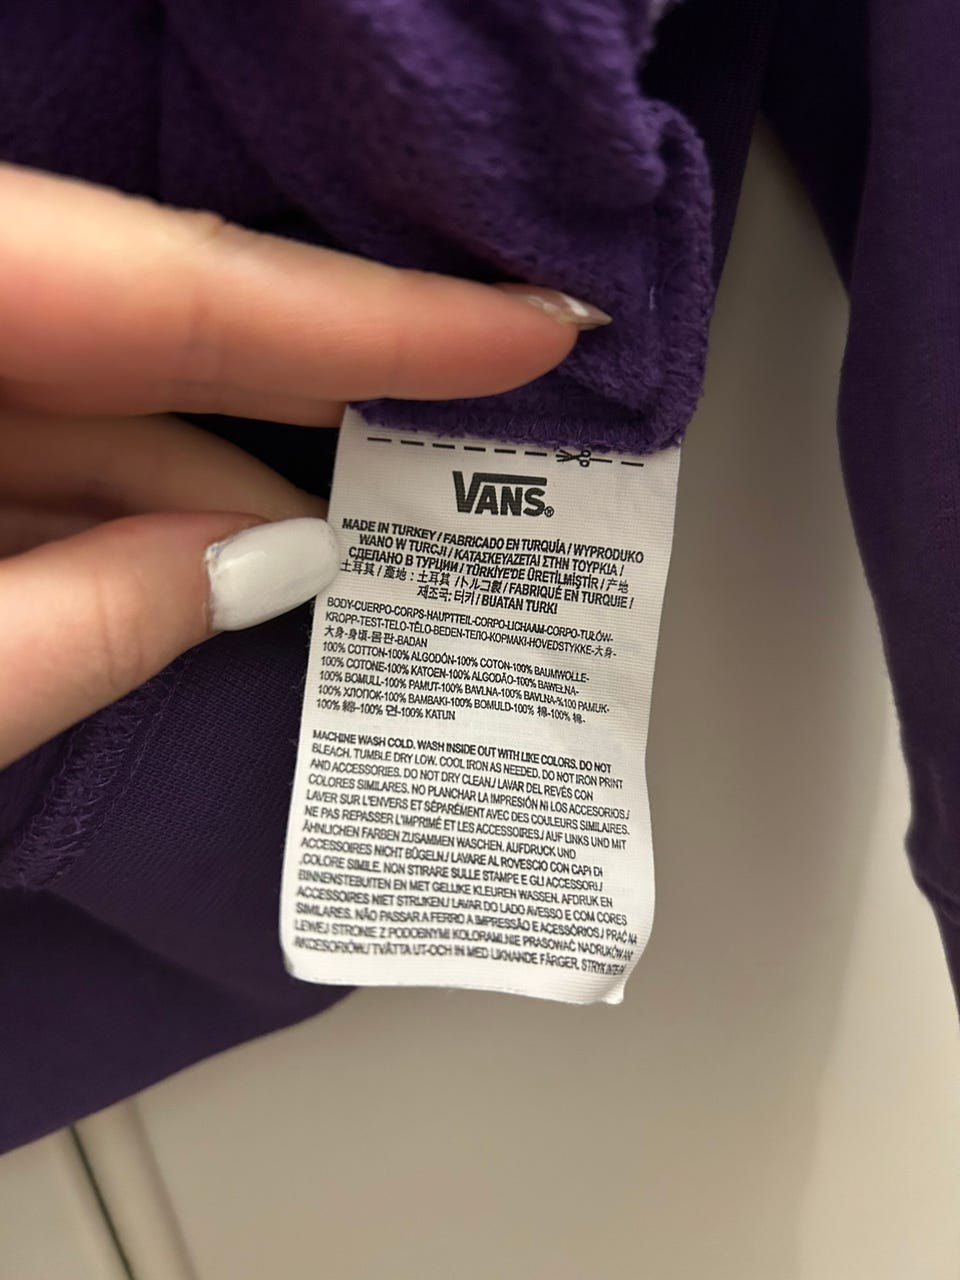 VANS®
MADE IN TURKEY / FABRICADO EN TURQUÍA / WYPRODUKO
WANO W TURCJI / ΚΑΤΑΣΚΕΥΑΖΕΤΑΙ ΣΤΗΝ ΤΟΥΡΚΙΑ /
СДЕЛАНО В ТУРЦИИ / TÜRKİYE'DE ÜRETİLMİŞTİR / 产地
土耳其 / 產地 : 土耳其 / トルコ製 / FABRIQUÉ EN TURQUIE /
제조국: 터키 / BUATAN TURKI
BODY-CUERPO-CORPS-HAUPTTEIL-CORPO-LICHAAM-CORPO-TUŁÓW-
KROPP-TEST-TELO-TĚLO-BEDEN-ΤΕΛΟ-ΚΟΡΜΑΚΙ-HOVEDSTYKKE-大身-
大身-身頃-몸판-BADAN
100% COTTON-100% ALGODÓN-100% COTON-100% BAUMWOLLE-
100% COTONE-100% KATOEN-100% ALGODÃO-100% BAWEŁNA-
100% BOMULL-100% PAMUT-100% BAVLNA-100% BAVLNA-%100 PAMUK-
100% ХЛОПОК-100% ΒΑΜΒΑΚΙ-100% BOMULD-100% 棉-100% 棉-
100% 綿-100% 면-100% KATUN
MACHINE WASH COLD. WASH INSIDE OUT WITH LIKE COLORS. DO NOT
BLEACH. TUMBLE DRY LOW. COOL IRON AS NEEDED. DO NOT IRON PRINT
AND ACCESSORIES. DO NOT DRY CLEAN./ LAVAR DEL REVÉS CON
COLORES SIMILARES. NO PLANCHAR LA IMPRESIÓN NI LOS ACCESORIOS./
LAVER SUR L'ENVERS ET SÉPARÉMENT AVEC DES COULEURS SIMILAIRES.
NE PAS REPASSER L'IMPRIMÉ ET LES ACCESSOIRES./ AUF LINKS UND MIT
ÄHNLICHEN FARBEN ZUSAMMEN WASCHEN. AUFDRUCK UND
ACCESSOIRES NICHT BÜGELN./ LAVARE AL ROVESCIO CON CAPI DI
COLORE SIMILE. NON STIRARE SULLE STAMPE E GLI ACCESSORI./
BINNENSTEBUITEN EN MET GELIJKE KLEUREN WASSEN. AFDRUK EN
ACCESSOIRES NIET STRIJKEN./ LAVAR DO LADO AVESSO E COM CORES
SIMILARES. NÃO PASSAR A FERRO A IMPRESSÃO E ACESSÓRIOS./ PRAĆ NA
LEWEJ STRONIE Z PODOBNYMI KOLORAMI.NIE PRASOWAĆ NADRUKÓW ANI
AKCESORIÓW./ TVÄTTA UT-OCH IN MED LIKNANDE FÄRGER. STRYK INTE